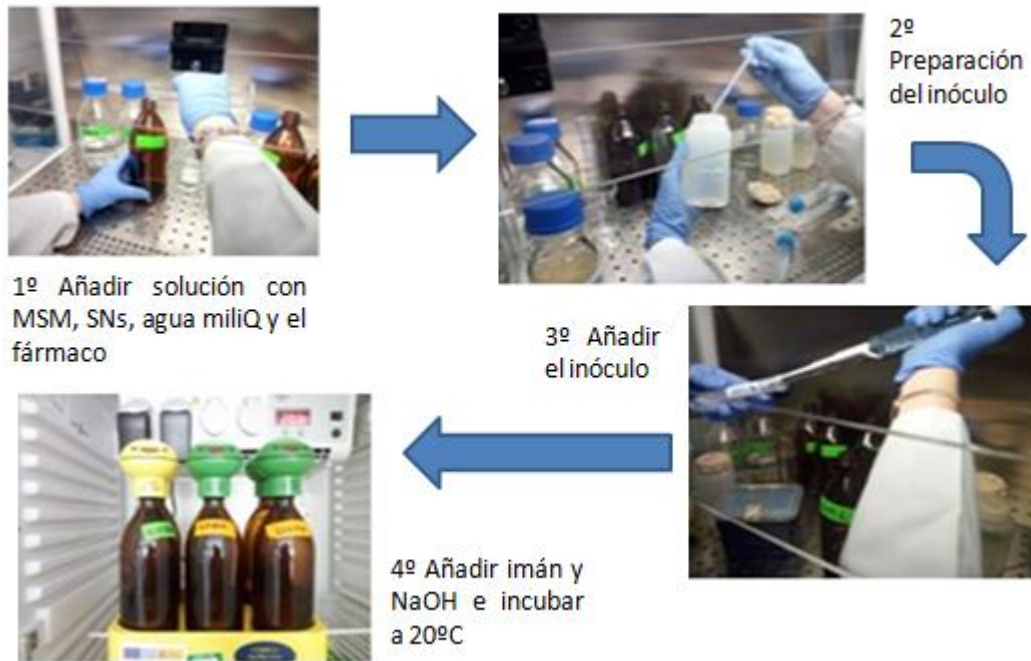 1º Añadir solución con
MSM, SNs, agua miliQ y el
fármaco
2º
Preparación
del inóculo
3º Añadir
el inóculo
4º Añadir imán y
NaOH e incubar
a 20ºC